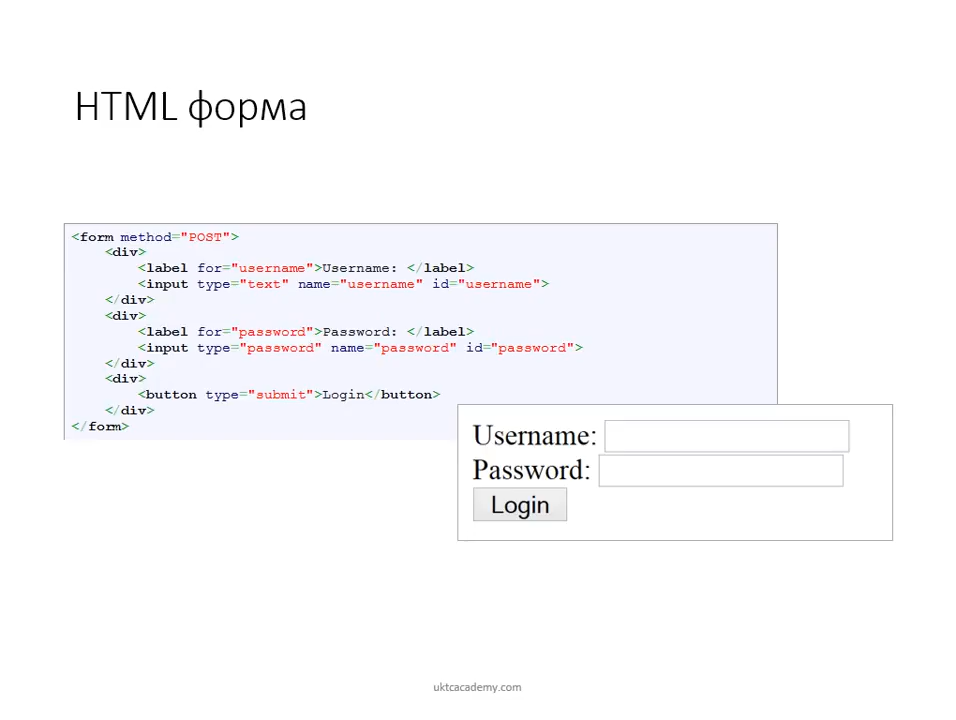 HTML форма
<form method="POST">
    <div>
        <label for="username">Username: </label>
        <input type="text" name="username" id="username">
    </div>
    <div>
        <label for="password">Password: </label>
        <input type="password" name="password" id="password">
    </div>
    <div>
        <button type="submit">Login</button>
    </div>
</form>
Username:
Password:
Login
uktcacademy.com